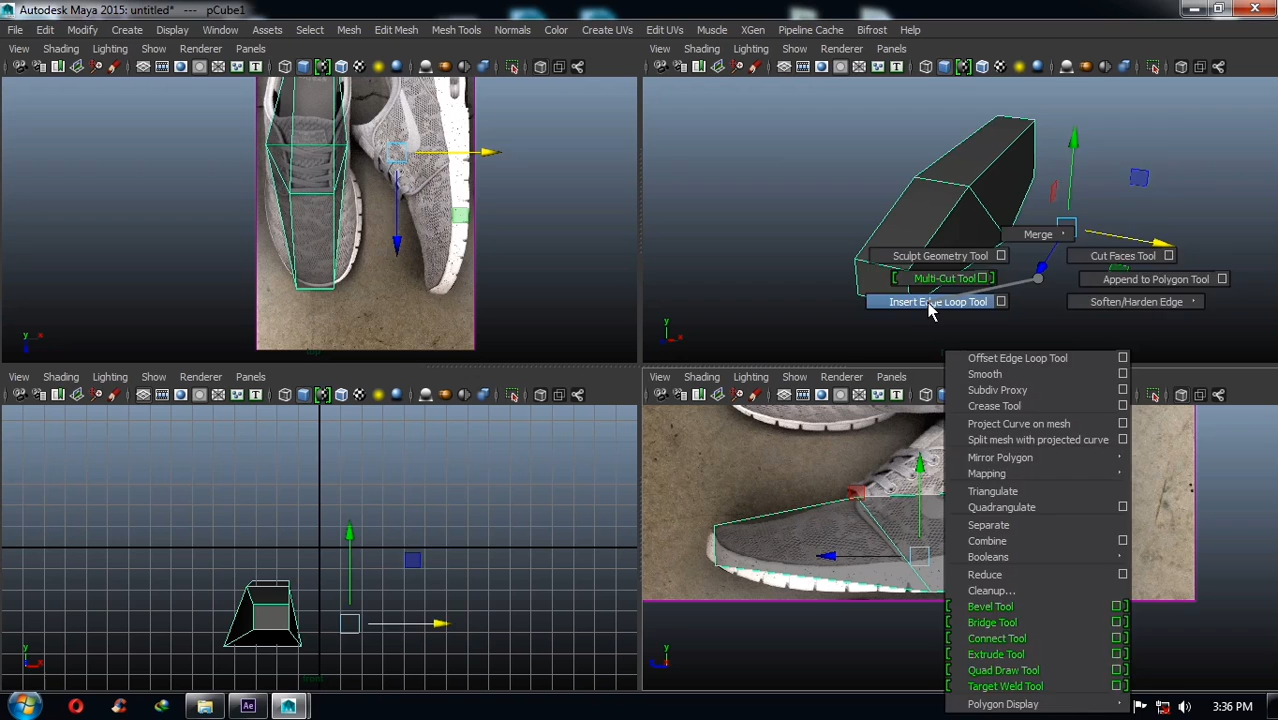 Autodesk Maya 2015: untitled*   ---   pCube1
File Edit Modify Create Display Window Assets Select Mesh Edit Mesh Mesh Tools Normals Color Create UVs Edit UVs Muscle XGen Pipeline Cache Bifrost Help
View Shading Lighting Show Renderer Panels
View Shading Lighting Show Renderer Panels
Merge
Sculpt Geometry Tool
Cut Faces Tool
Multi-Cut Tool
Append to Polygon Tool
Insert Edge Loop Tool
Soften/Harden Edge
top
y
x
Offset Edge Loop Tool
Smooth
Subdiv Proxy
Crease Tool
Project Curve on mesh
Split mesh with projected curve
Mirror Polygon
Mapping
Triangulate
Quadrangulate
Separate
Combine
Booleans
Reduce
Cleanup...
Bevel Tool
Bridge Tool
Connect Tool
Extrude Tool
Quad Draw Tool
Target Weld Tool
Polygon Display
View Shading Lighting Show Renderer Panels
View Shading Lighting Show Renderer Panels
y
x
front
y
Ae
3:36 PM